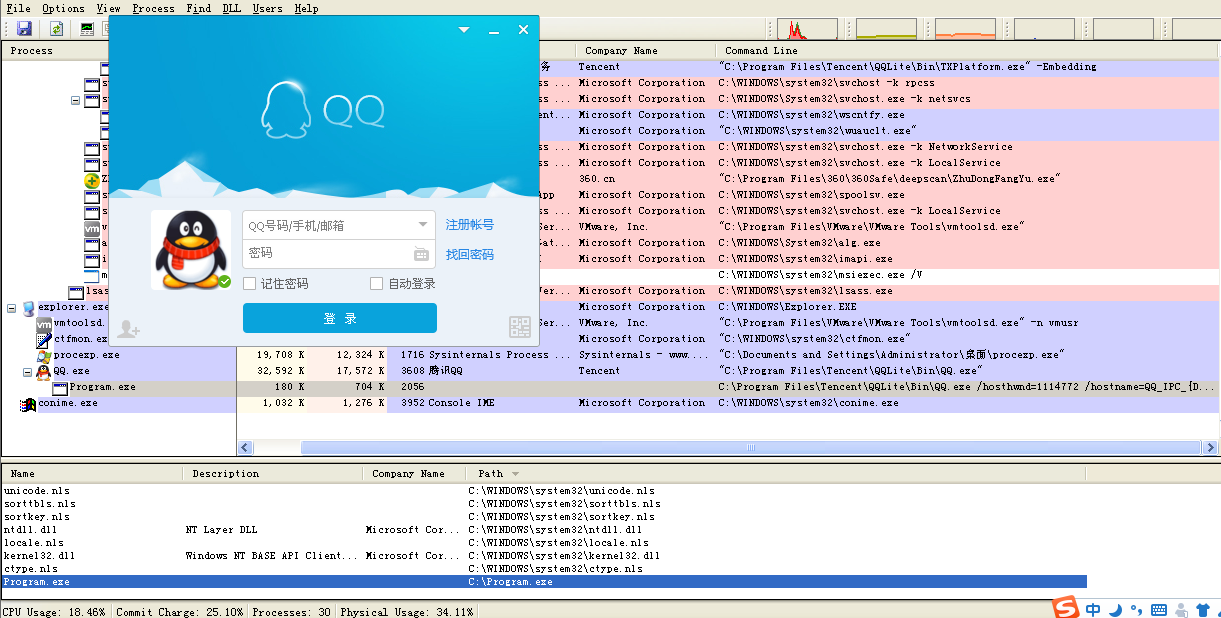 File Options View Process Find DLL Users Help
Process Company Name Command Line
务 Tencent "C:\Program Files\Tencent\QQLite\Bin\TXPlatform.exe" -Embedding
ss ... Microsoft Corporation C:\WINDOWS\system32\svchost -k rpcss
ss ... Microsoft Corporation C:\WINDOWS\System32\svchost.exe -k netsvcs
ent... Microsoft Corporation C:\WINDOWS\system32\wscntfy.exe
Microsoft Corporation "C:\WINDOWS\system32\wuauclt.exe"
ss ... Microsoft Corporation C:\WINDOWS\system32\svchost.exe -k NetworkService
ss ... Microsoft Corporation C:\WINDOWS\system32\svchost.exe -k LocalService
360.cn "C:\Program Files\360\360Safe\deepscan\ZhuDongFangYu.exe"
App Microsoft Corporation C:\WINDOWS\system32\spoolsv.exe
ss ... Microsoft Corporation C:\WINDOWS\system32\svchost.exe -k LocalService
Ser... VMware, Inc. "C:\Program Files\VMware\VMware Tools\vmtoolsd.exe"
Gat... Microsoft Corporation C:\WINDOWS\System32\alg.exe
I Microsoft Corporation C:\WINDOWS\system32\imapi.exe
C:\WINDOWS\system32\msiexec.exe /V
lsass Ver... Microsoft Corporation C:\WINDOWS\system32\lsass.exe
explorer.exe Microsoft Corporation C:\WINDOWS\Explorer.EXE
vmtoolsd. Ser... VMware, Inc. "C:\Program Files\VMware\VMware Tools\vmtoolsd.exe" -n vmusr
ctfmon.ex Microsoft Corporation "C:\WINDOWS\system32\ctfmon.exe"
procexp.exe 19,708 K 12,324 K 1716 Sysinternals Process ... Sysinternals - www.... "C:\Documents and Settings\Administrator\桌面\procexp.exe"
QQ.exe 32,592 K 17,572 K 3608 腾讯QQ Tencent "C:\Program Files\Tencent\QQLite\Bin\QQ.exe"
Program.exe 180 K 704 K 2056 C:\Program Files\Tencent\QQLite\Bin\QQ.exe /hosthwnd=1114772 /hostname=QQ_IPC_{D...
conime.exe 1,032 K 1,276 K 3952 Console IME Microsoft Corporation C:\WINDOWS\system32\conime.exe
QQ
QQ号码/手机/邮箱 注册帐号
密码 找回密码
记住密码 自动登录
登 录
Name Description Company Name Path
unicode.nls C:\WINDOWS\system32\unicode.nls
sorttbls.nls C:\WINDOWS\system32\sorttbls.nls
sortkey.nls C:\WINDOWS\system32\sortkey.nls
ntdll.dll NT Layer DLL Microsoft Cor... C:\WINDOWS\system32\ntdll.dll
locale.nls C:\WINDOWS\system32\locale.nls
kernel32.dll Windows NT BASE API Client... Microsoft Cor... C:\WINDOWS\system32\kernel32.dll
ctype.nls C:\WINDOWS\system32\ctype.nls
Program.exe C:\Program.exe
CPU Usage: 18.46% Commit Charge: 25.10% Processes: 30 Physical Usage: 34.11%
S 中